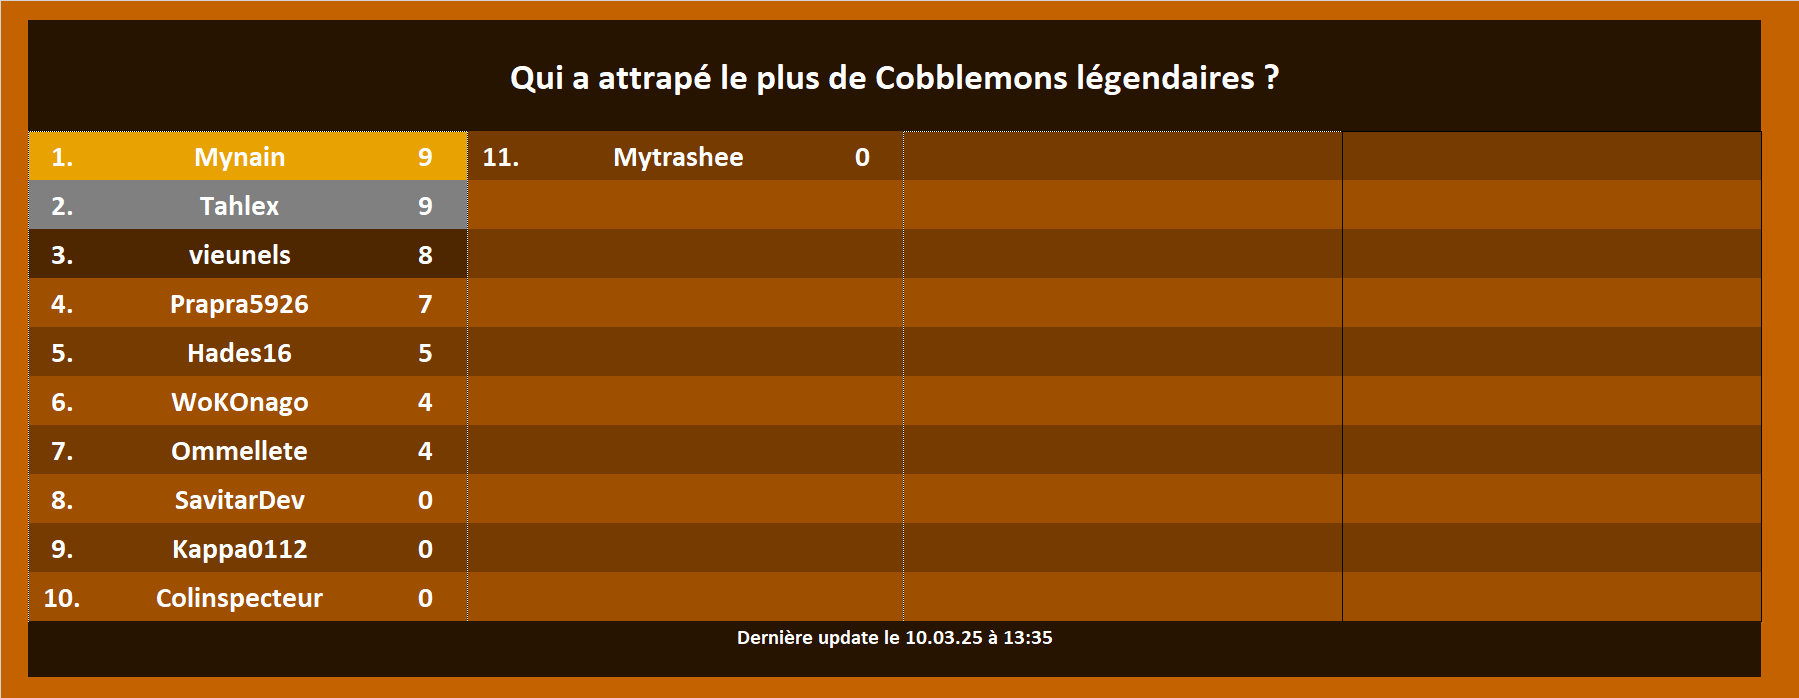 Qui a attrapé le plus de Cobblemons légendaires ?
1. Mynain 9
2. Tahlex 9
3. vieunels 8
4. Prapra5926 7
5. Hades16 5
6. WoKOnago 4
7. Ommellete 4
8. SavitarDev 0
9. Kappa0112 0
10. Colinspecteur 0
11. Mytrashee 0
Dernière update le 10.03.25 à 13:35